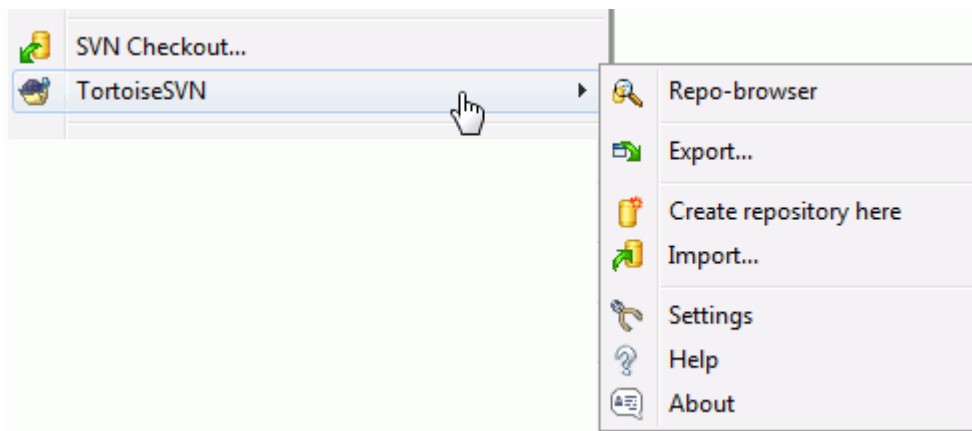 SVN Checkout...
TortoiseSVN
Repo-browser
Export...
Create repository here
Import...
Settings
Help
About